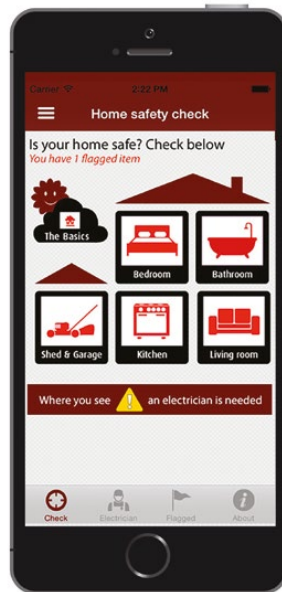 Carrier 2:22 PM
Home safety check
Is your home safe? Check below
You have 1 flagged item
The Basics
Bedroom
Bathroom
Shed & Garage
Kitchen
Living room
Where you see an electrician is needed
Check
Electrician
Flagged
About